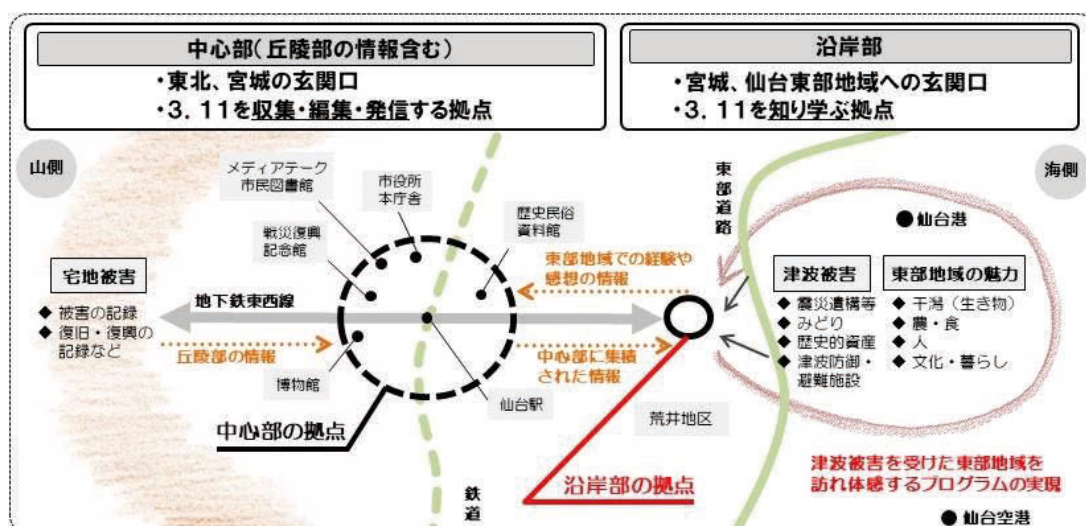 中心部(丘陵部の情報含む)
・東北、宮城の玄関口
・3. 11を収集・編集・発信する拠点
沿岸部
・宮城、仙台東部地域への玄関口
・3. 11を知り学ぶ拠点
山側
海側
メディアテーク
市民図書館
市役所
本庁舎
歴史民俗
資料館
戦災復興
記念館
東部道路
仙台港
宅地被害
◆ 被害の記録
◆ 復旧・復興の
記録など
地下鉄東西線
東部地域での経験や
感想の情報
津波被害
◆ 震災遺構等
◆ みどり
◆ 歴史的資産
◆ 津波防御・
避難施設
東部地域の魅力
◆ 干潟(生き物)
◆ 農・食
◆ 人
◆ 文化・暮らし
丘陵部の情報
中心部に集積
された情報
博物館
仙台駅
荒井地区
中心部の拠点
沿岸部の拠点
鉄道
津波被害を受けた東部地域を
訪れ体感するプログラムの実現
仙台空港